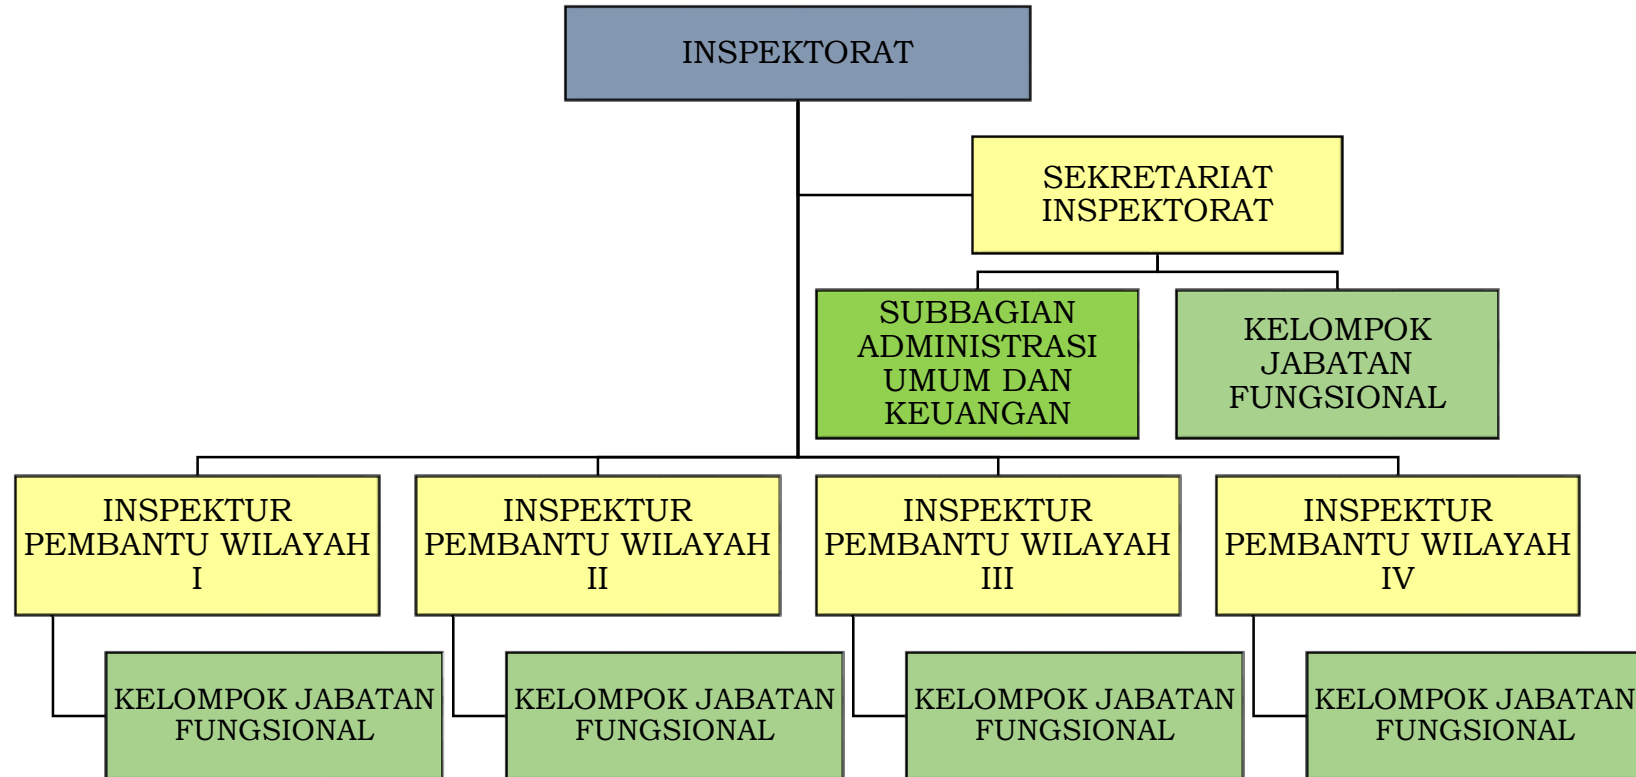 INSPEKTORAT
SEKRETARIAT
INSPEKTORAT
SUBBAGIAN
ADMINISTRASI
UMUM DAN
KEUANGAN
KELOMPOK
JABATAN
FUNGSIONAL
INSPEKTUR
PEMBANTU WILAYAH
I
INSPEKTUR
PEMBANTU WILAYAH
II
INSPEKTUR
PEMBANTU WILAYAH
III
INSPEKTUR
PEMBANTU WILAYAH
IV
KELOMPOK JABATAN
FUNGSIONAL
KELOMPOK JABATAN
FUNGSIONAL
KELOMPOK JABATAN
FUNGSIONAL
KELOMPOK JABATAN
FUNGSIONAL